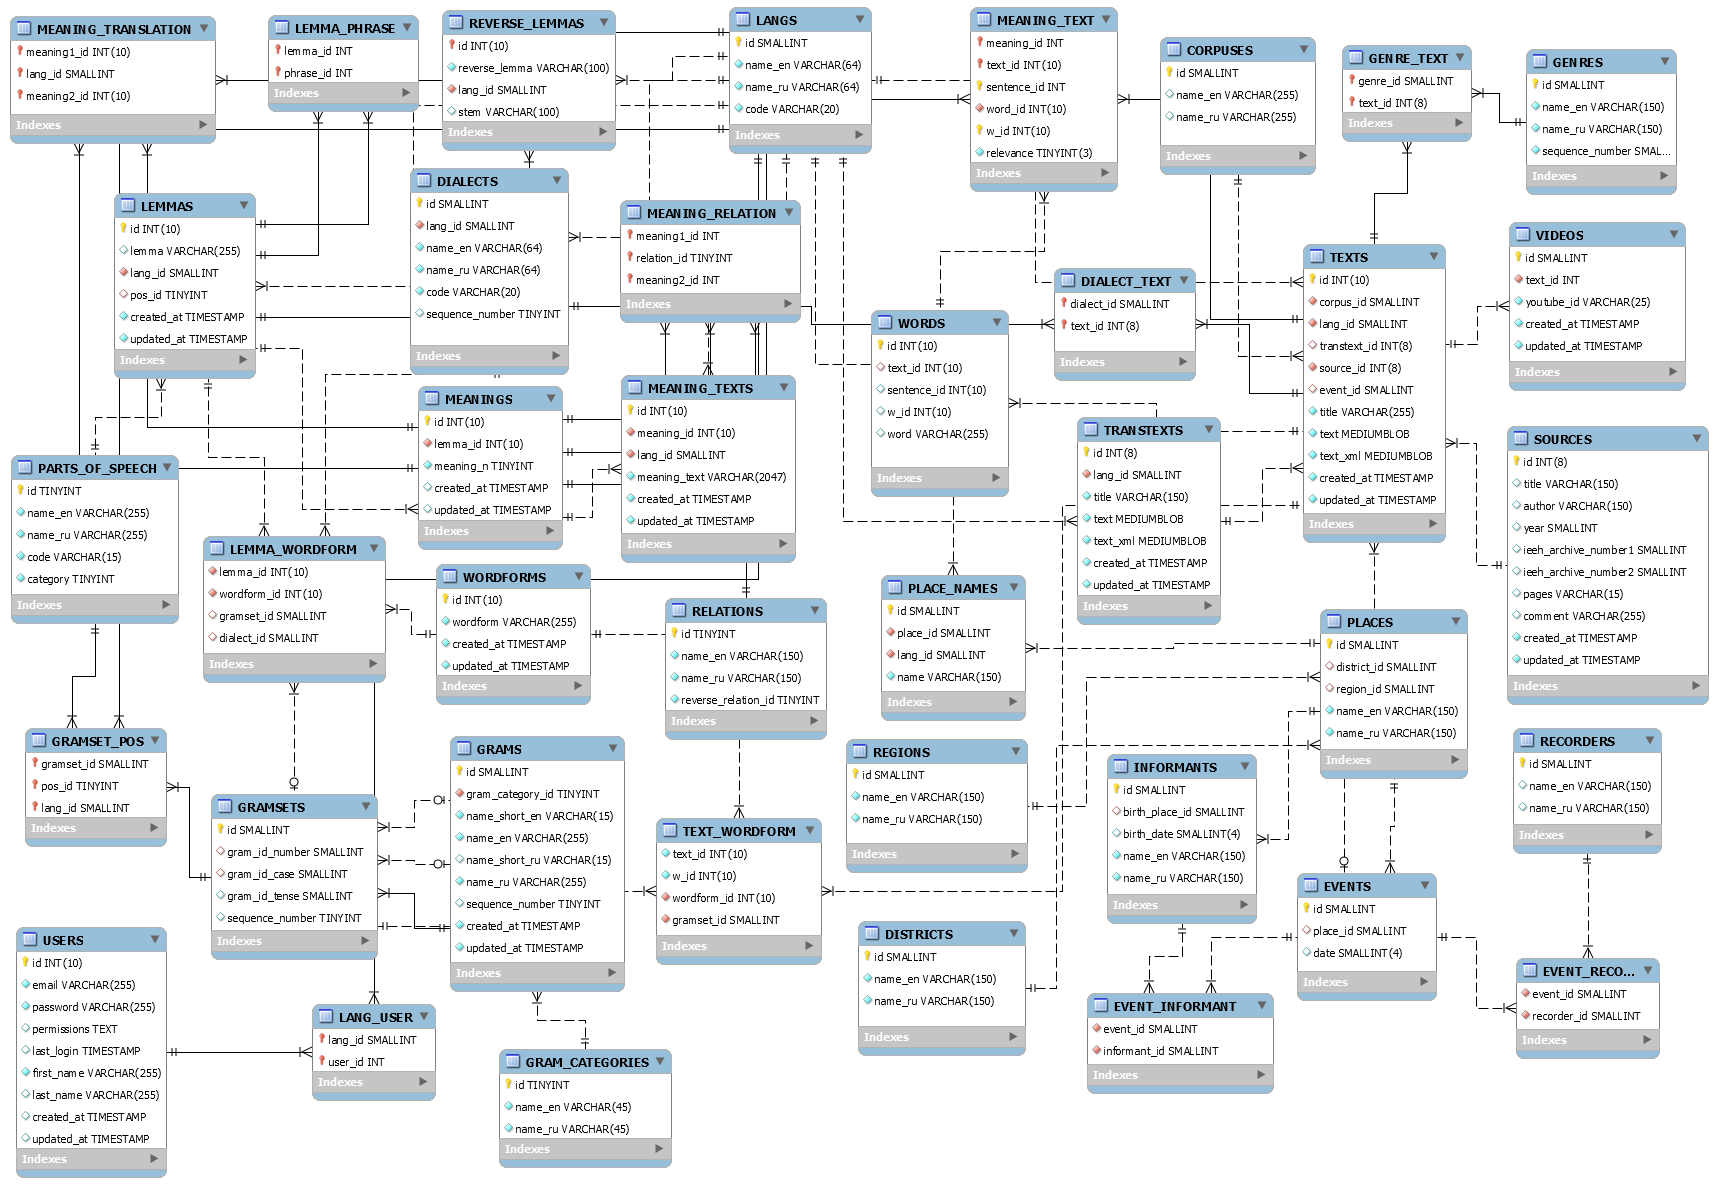 MEANING_TRANSLATION
meaning1_id INT(10)
lang_id SMALLINT
meaning2_id INT(10)
Indexes
LEMMA_PHRASE
lemma_id INT
phrase_id INT
Indexes
REVERSE_LEMMAS
id INT(10)
reverse_lemma VARCHAR(100)
lang_id SMALLINT
stem VARCHAR(100)
Indexes
LANGS
id SMALLINT
name_en VARCHAR(64)
name_ru VARCHAR(64)
code VARCHAR(20)
Indexes
MEANING_TEXT
meaning_id INT
text_id INT(10)
sentence_id INT
word_id INT(10)
w_id INT(10)
relevance TINYINT(3)
Indexes
CORPUSES
id SMALLINT
name_en VARCHAR(255)
name_ru VARCHAR(255)
Indexes
GENRE_TEXT
genre_id SMALLINT
text_id INT(8)
Indexes
GENRES
id SMALLINT
name_en VARCHAR(150)
name_ru VARCHAR(150)
sequence_number SMAL...
Indexes
LEMMAS
id INT(10)
lemma VARCHAR(255)
lang_id SMALLINT
pos_id TINYINT
created_at TIMESTAMP
updated_at TIMESTAMP
Indexes
DIALECTS
id SMALLINT
lang_id SMALLINT
name_en VARCHAR(64)
name_ru VARCHAR(64)
code VARCHAR(20)
sequence_number TINYINT
Indexes
MEANING_RELATION
meaning1_id INT
relation_id TINYINT
meaning2_id INT
Indexes
WORDS
id INT(10)
text_id INT(10)
sentence_id INT(10)
w_id INT(10)
word VARCHAR(255)
Indexes
DIALECT_TEXT
dialect_id SMALLINT
text_id INT(8)
Indexes
TEXTS
id INT(10)
corpus_id SMALLINT
lang_id SMALLINT
transtext_id INT(8)
source_id INT(8)
event_id SMALLINT
title VARCHAR(255)
text MEDIUMBLOB
text_xml MEDIUMBLOB
created_at TIMESTAMP
updated_at TIMESTAMP
Indexes
VIDEOS
id SMALLINT
text_id INT
youtube_id VARCHAR(25)
created_at TIMESTAMP
updated_at TIMESTAMP
Indexes
PARTS_OF_SPEECH
id TINYINT
name_en VARCHAR(255)
name_ru VARCHAR(255)
code VARCHAR(15)
category TINYINT
Indexes
MEANINGS
id INT(10)
lemma_id INT(10)
meaning_n TINYINT
created_at TIMESTAMP
updated_at TIMESTAMP
Indexes
MEANING_TEXTS
id INT(10)
meaning_id INT(10)
lang_id SMALLINT
meaning_text VARCHAR(2047)
created_at TIMESTAMP
updated_at TIMESTAMP
Indexes
TRANSTEXTS
id INT(8)
lang_id SMALLINT
title VARCHAR(150)
text MEDIUMBLOB
text_xml MEDIUMBLOB
created_at TIMESTAMP
updated_at TIMESTAMP
Indexes
SOURCES
id INT(8)
title VARCHAR(150)
author VARCHAR(150)
year SMALLINT
ieeh_archive_number1 SMALLINT
ieeh_archive_number2 SMALLINT
pages VARCHAR(15)
comment VARCHAR(255)
created_at TIMESTAMP
updated_at TIMESTAMP
Indexes
LEMMA_WORDFORM
lemma_id INT(10)
wordform_id INT(10)
gramset_id SMALLINT
dialect_id SMALLINT
Indexes
WORDFORMS
id INT(10)
wordform VARCHAR(255)
created_at TIMESTAMP
updated_at TIMESTAMP
Indexes
RELATIONS
id TINYINT
name_en VARCHAR(150)
name_ru VARCHAR(150)
reverse_relation_id TINYINT
Indexes
PLACE_NAMES
id SMALLINT
place_id SMALLINT
lang_id SMALLINT
name VARCHAR(150)
Indexes
PLACES
id SMALLINT
district_id SMALLINT
region_id SMALLINT
name_en VARCHAR(150)
name_ru VARCHAR(150)
Indexes
GRAMSET_POS
gramset_id SMALLINT
pos_id TINYINT
lang_id SMALLINT
Indexes
GRAMSETS
id SMALLINT
gram_id_number SMALLINT
gram_id_case SMALLINT
gram_id_tense SMALLINT
sequence_number TINYINT
Indexes
GRAMS
id SMALLINT
gram_category_id TINYINT
name_short_en VARCHAR(15)
name_en VARCHAR(255)
name_short_ru VARCHAR(15)
name_ru VARCHAR(255)
sequence_number TINYINT
created_at TIMESTAMP
updated_at TIMESTAMP
Indexes
TEXT_WORDFORM
text_id INT(10)
w_id INT(10)
wordform_id INT(10)
gramset_id SMALLINT
Indexes
REGIONS
id SMALLINT
name_en VARCHAR(150)
name_ru VARCHAR(150)
Indexes
INFORMANTS
id SMALLINT
birth_place_id SMALLINT
birth_date SMALLINT(4)
name_en VARCHAR(150)
name_ru VARCHAR(150)
Indexes
RECORDERS
id SMALLINT
name_en VARCHAR(150)
name_ru VARCHAR(150)
Indexes
USERS
id INT(10)
email VARCHAR(255)
password VARCHAR(255)
permissions TEXT
last_login TIMESTAMP
first_name VARCHAR(255)
last_name VARCHAR(255)
created_at TIMESTAMP
updated_at TIMESTAMP
Indexes
LANG_USER
lang_id SMALLINT
user_id INT
Indexes
GRAM_CATEGORIES
id TINYINT
name_en VARCHAR(45)
name_ru VARCHAR(45)
Indexes
DISTRICTS
id SMALLINT
name_en VARCHAR(150)
name_ru VARCHAR(150)
Indexes
EVENTS
id SMALLINT
place_id SMALLINT
date SMALLINT(4)
Indexes
EVENT_INFORMANT
event_id SMALLINT
informant_id SMALLINT
Indexes
EVENT_RECO...
event_id SMALLINT
recorder_id SMALLINT
Indexes